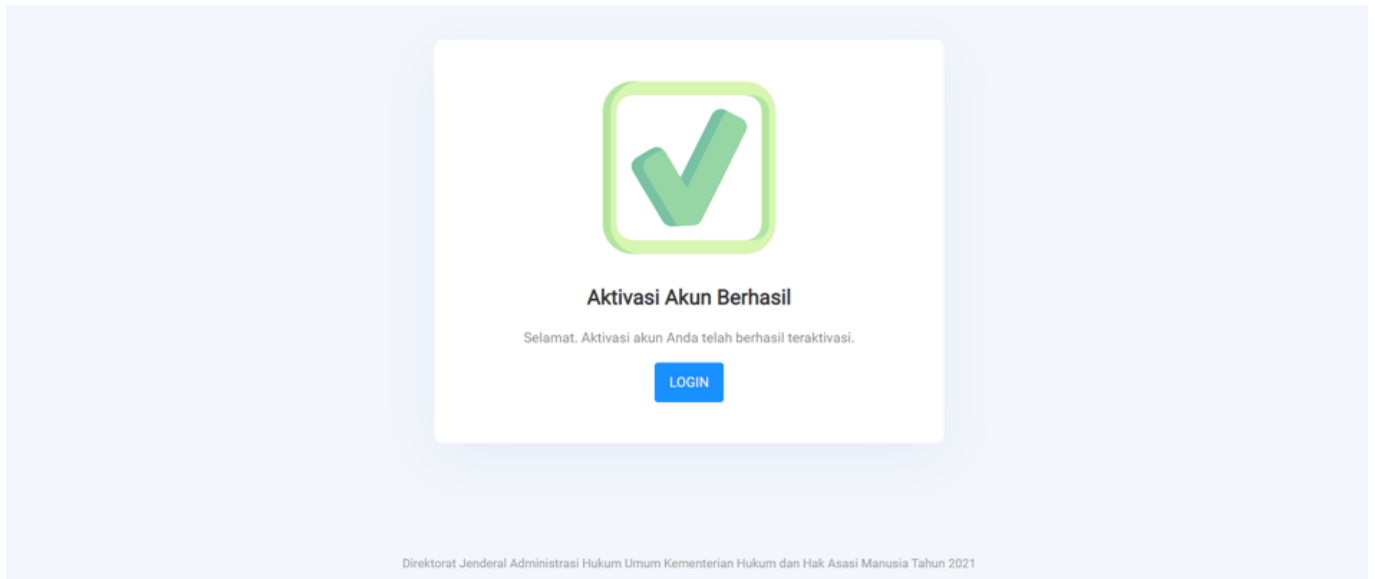 Aktivasi Akun Berhasil
Selamat. Aktivasi akun Anda telah berhasil teraktivasi.
LOGIN
Direktorat Jenderal Administrasi Hukum Umum Kementerian Hukum dan Hak Asasi Manusia Tahun 2021